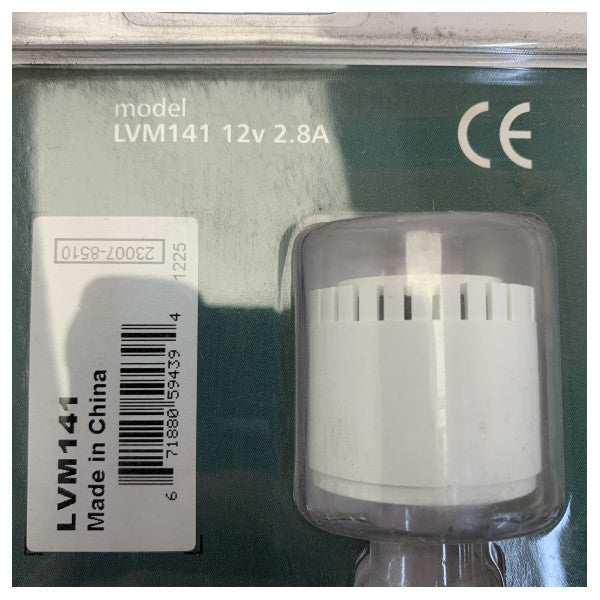 model
LVM141 12v 2.8A
CE
23007-8510
1225
LVM141
Made in China
6 71880 59439 4